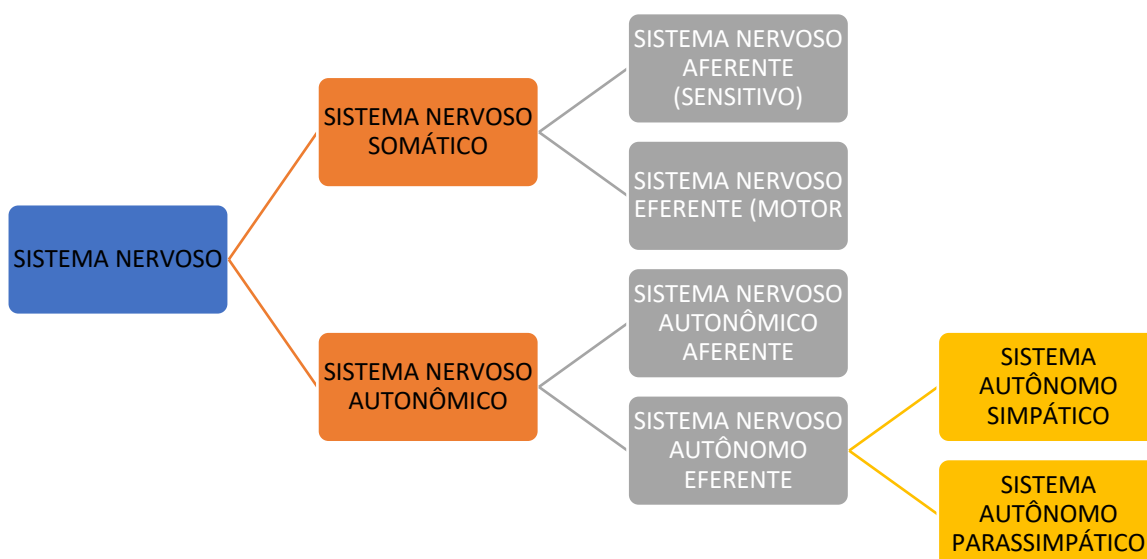 SISTEMA NERVOSO
SISTEMA NERVOSO
SOMÁTICO
SISTEMA NERVOSO
AFERENTE
(SENSITIVO)
SISTEMA NERVOSO
EFERENTE (MOTOR
SISTEMA NERVOSO
AUTONÔMICO
SISTEMA NERVOSO
AUTONÔMICO
AFERENTE
SISTEMA NERVOSO
AUTÔNOMO
EFERENTE
SISTEMA
AUTÔNOMO
SIMPÁTICO
SISTEMA
AUTÔNOMO
PARASSIMPÁTICO